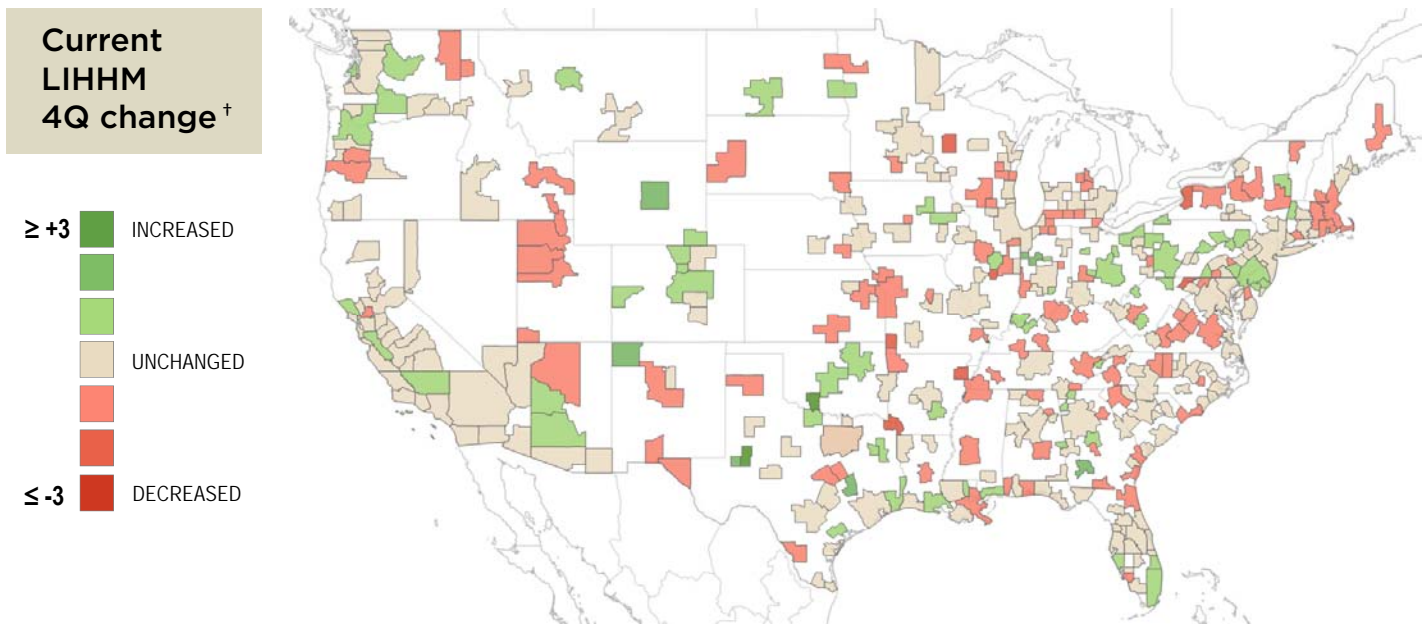 Current
LIHHM
4Q change †
≥ +3 INCREASED
UNCHANGED
≤ -3 DECREASED